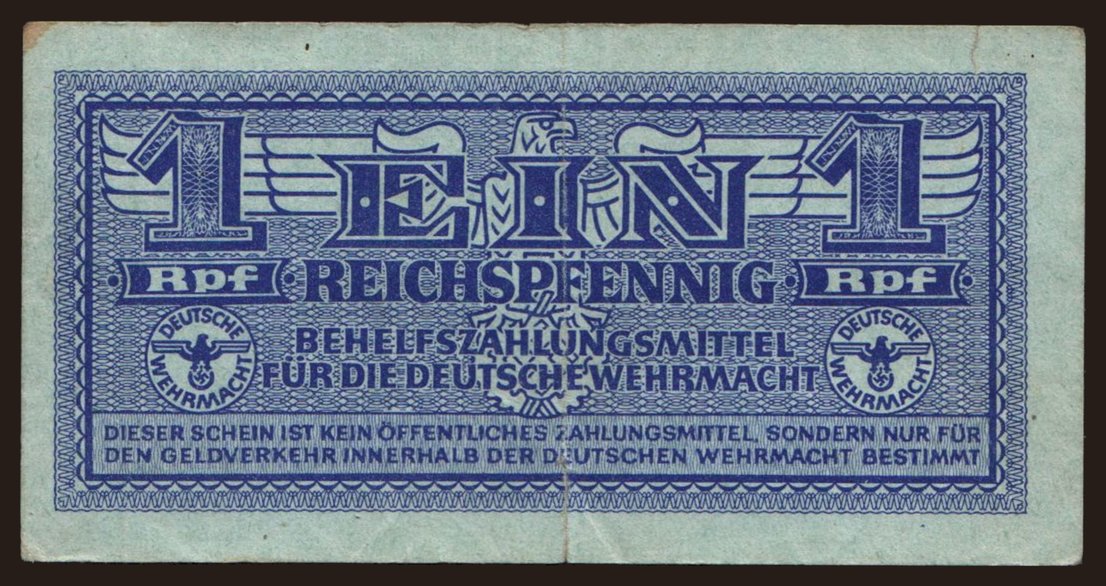 1 EIN 1
Rpf REICHSPFENNIG Rpf
DEUTSCHE WEHRMACHT
BEHELFSZAHLUNGSMITTEL
FÜR DIE DEUTSCHE WEHRMACHT
DEUTSCHE WEHRMACHT
DIESER SCHEIN IST KEIN ÖFFENTLICHES ZAHLUNGSMITTEL, SONDERN NUR FÜR
DEN GELDVERKEHR INNERHALB DER DEUTSCHEN WEHRMACHT BESTIMMT